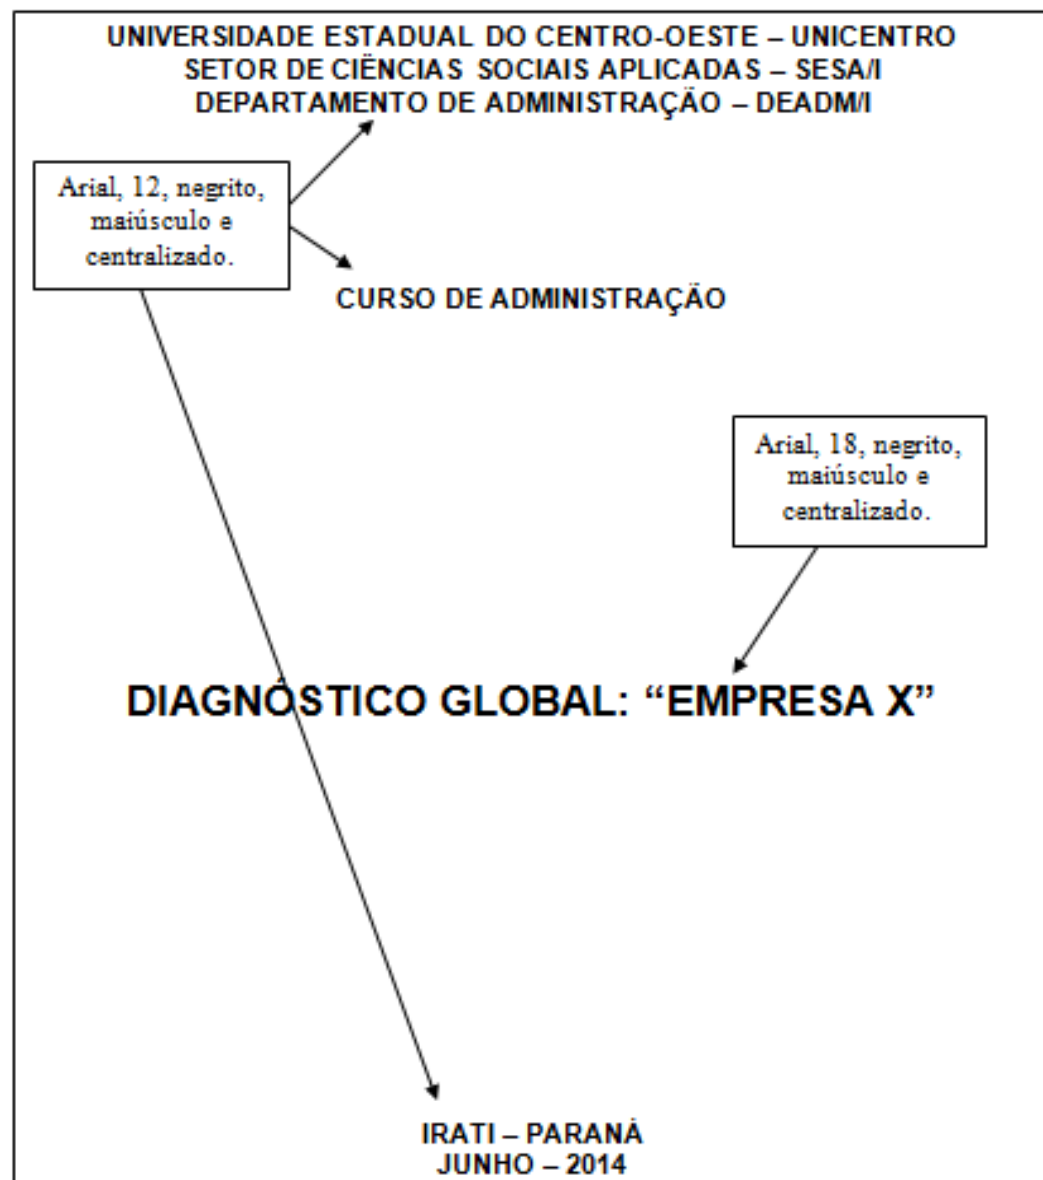 UNIVERSIDADE ESTADUAL DO CENTRO-OESTE – UNICENTRO
SETOR DE CIÊNCIAS SOCIAIS APLICADAS – SESA/I
DEPARTAMENTO DE ADMINISTRAÇÃO – DEADM/I
Arial, 12, negrito,
maiúsculo e
centralizado.
CURSO DE ADMINISTRAÇÃO
Arial, 18, negrito,
maiúsculo e
centralizado.
DIAGNÓSTICO GLOBAL: “EMPRESA X”
IRATI – PARANÁ
JUNHO – 2014